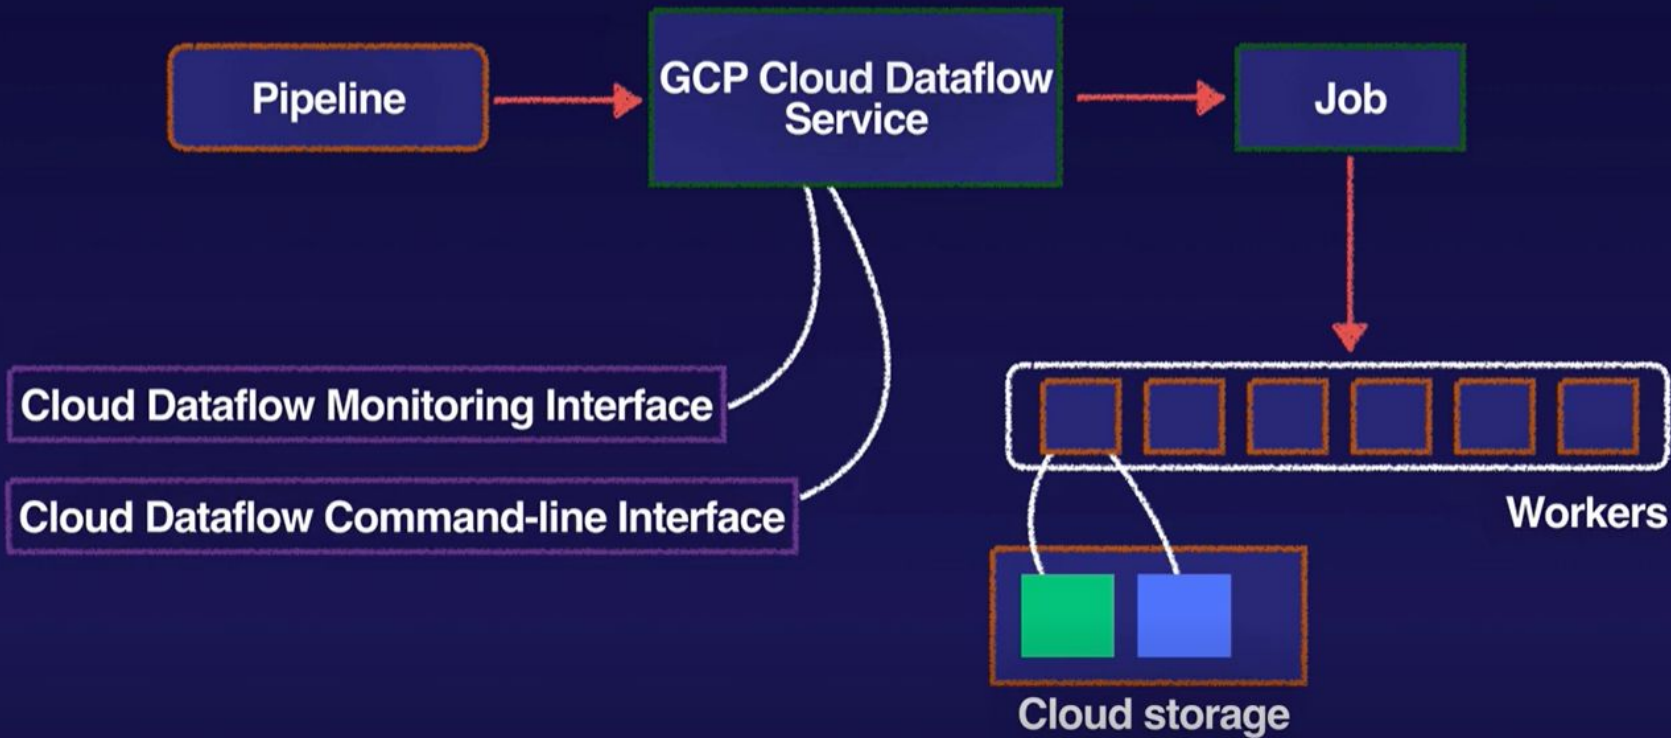 Pipeline
GCP Cloud Dataflow
Service
Job
Cloud Dataflow Monitoring Interface
Cloud Dataflow Command-line Interface
Workers
Cloud storage